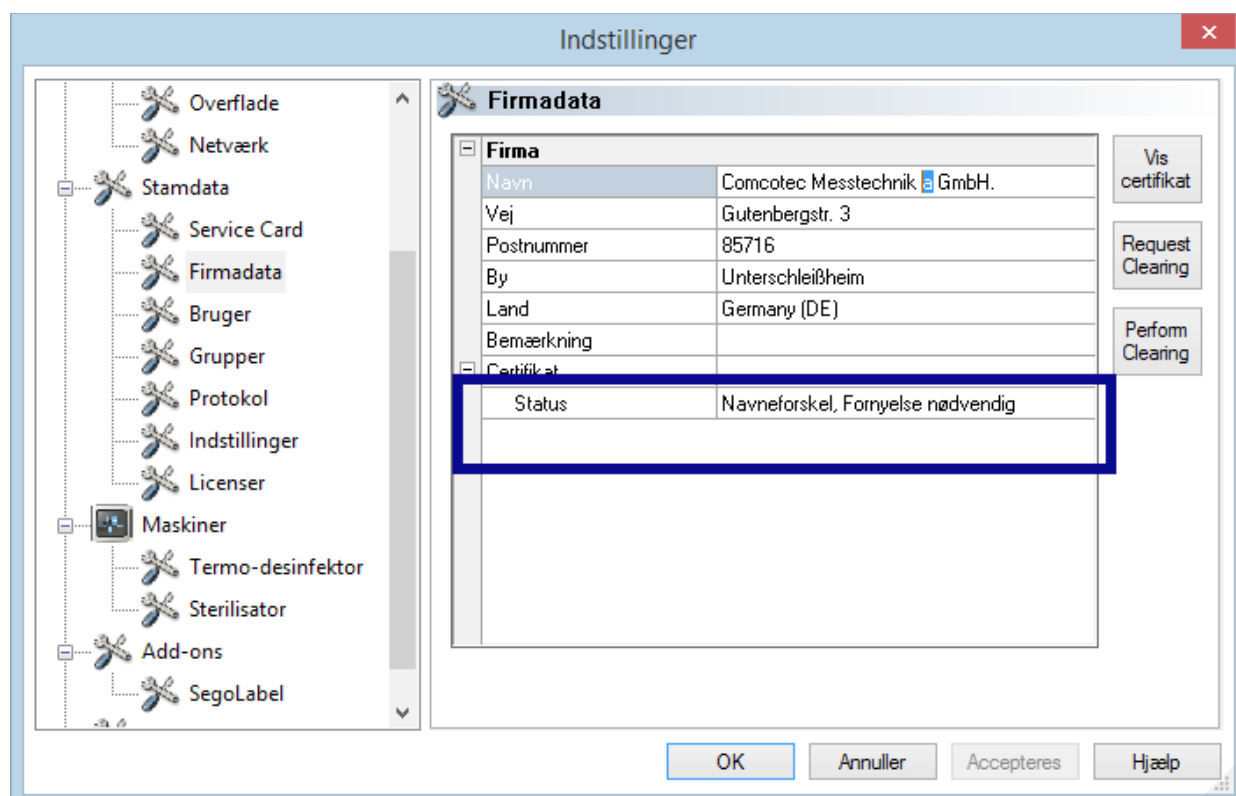 Indstillinger
Overflade
Netværk
Stamdata
Service Card
Firmadata
Bruger
Grupper
Protokol
Indstillinger
Licenser
Maskiner
Termo-desinfektor
Sterilisator
Add-ons
SegoLabel
Firmadata
Firma
Navn Comcotec Messtechnik a GmbH.
Vej Gutenbergstr. 3
Postnummer 85716
By Unterschleißheim
Land Germany (DE)
Bemærkning
Certifikat
Status Navneforskel, Fornyelse nødvendig
Vis
certifikat
Request
Clearing
Perform
Clearing
OK Annuller Accepteres Hjælp